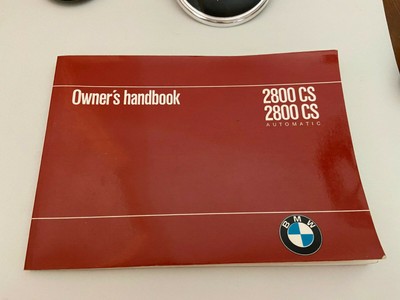 Owner's handbook
2800 CS
2800 CS
AUTOMATIC
BMW